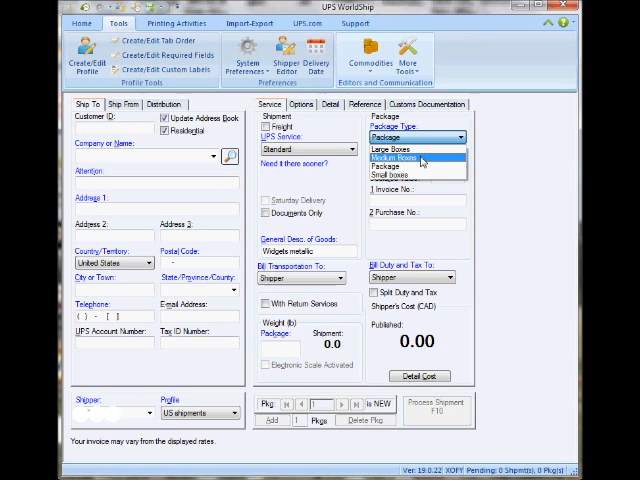 UPS WorldShip
Home Tools Printing Activities Import-Export UPS.com Support
Create/Edit Profile
Create/Edit Tab Order
Create/Edit Required Fields
Create/Edit Custom Labels
Profile Tools
System Preferences
Shipper Editor
Delivery Date
Preferences
Commodities
More Tools
Editors and Communication
Ship To Ship From Distribution
Customer ID:
Update Address Book
Residential
Company or Name:
Attention:
Address 1:
Address 2: Address 3:
Country/Territory: Postal Code:
United States -
City or Town: State/Province/County:
Telephone: E-mail Address:
( ) - [ ]
UPS Account Number: Tax ID Number:
Shipper: Profile
US shipments
Your invoice may vary from the displayed rates.
Service Options Detail Reference Customs Documentation
Shipment
Freight
UPS Service:
Standard
Need it there sooner?
Saturday Delivery
Documents Only
General Desc. of Goods:
Widgets metallic
Bill Transportation To:
Shipper
With Return Services
Weight (lb)
Package: Shipment:
0.0
Electronic Scale Activated
Package
Package Type:
Package
Large Boxes
Medium Boxes
Package
Small boxes
1 Invoice No.:
2 Purchase No.:
Bill Duty and Tax To:
Shipper
Split Duty and Tax
Shipper's Cost (CAD)
Published:
0.00
Detail Cost
Pkg: 1 is NEW
Add 1 Pkgs Delete Pkg
Process Shipment
F10
Ver: 19.0.22 XOFY Pending: 0 Shpmt(s), 0 Pkg(s)